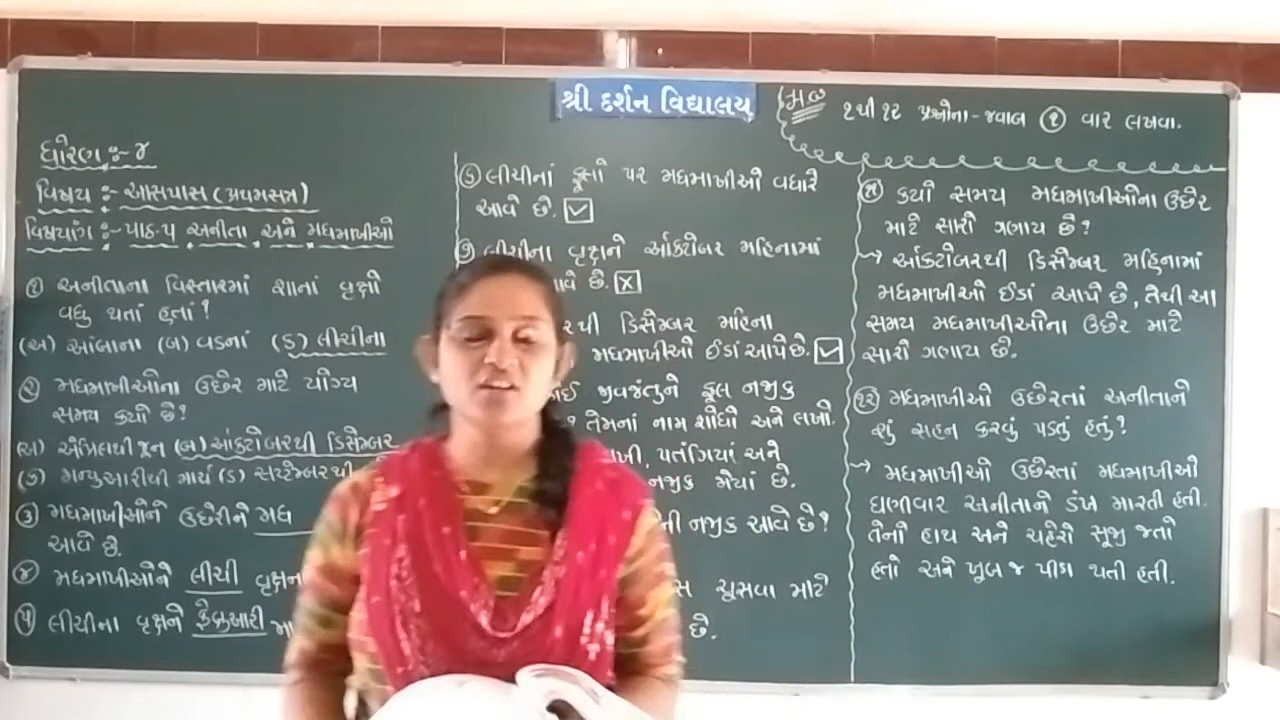 શ્રી દર્શન વિદ્યાલય
૧થી ૧૨ પ્રશ્નોના-જવાબ ① વાર લખવા.
ધોરણ :- ૪
વિષય :- આસપાસ (પ્રથમસત્ર)
વિષયાંગ :- પાઠ-૫ અનીતા અને મધમાખીઓ
૧ અનીતાના વિસ્તારમાં શાનાં વૃક્ષો
વધુ થતાં હતાં?
(અ) આંબાના (બ) વડનાં (ડ) લીચીના
૨ મધમાખીઓના ઉછેર માટે યોગ્ય
સમય કયો છે?
(અ) એપ્રિલથી જૂન (બ) ઑક્ટોબરથી ડિસેમ્બર
(ક) જાન્યુઆરીથી માર્ચ (ડ) સપ્ટેમ્બરથી
૩ મધમાખીઓને ઉછેરીને મધ
આવે છે.
૪ મધમાખીઓને લીચી વૃક્ષના
૫ લીચીના વૃક્ષને ફેબ્રુઆરી મા
૬ લીચીનાં ફૂલો પર મધમાખીઓ વધારે
આવે છે. ☑
૭ લીચીના વૃક્ષને ઑક્ટોબર મહિનામાં
આવે છે. ☒
રથી ડિસેમ્બર મહિના
મધમાખીઓ ઈંડાં આપે છે. ☑
જીવજંતુને ફૂલ નજીક
? તેમનાં નામ શોધો અને લખો.
ખી, પતંગિયાં અને
નજીક જોયાં છે.
ની નજીક આવે છે?
સ ચૂસવા માટે
છે.
૧૧ કયો સમય મધમાખીઓના ઉછેર
માટે સારો ગણાય છે?
→ ઑક્ટોબરથી ડિસેમ્બર મહિનામાં
મધમાખીઓ ઈંડાં આપે છે, તેથી આ
સમય મધમાખીઓના ઉછેર માટે
સારો ગણાય છે.
૧૨ મધમાખીઓ ઉછેરતાં અનીતાને
શું સહન કરવું પડતું હતું?
→ મધમાખીઓ ઉછેરતાં મધમાખીઓ
ઘણીવાર અનીતાને ડંખ મારતી હતી.
તેનો હાથ અને ચહેરો સૂજી જતો
હતો અને ખૂબ જ પીડા થતી હતી.